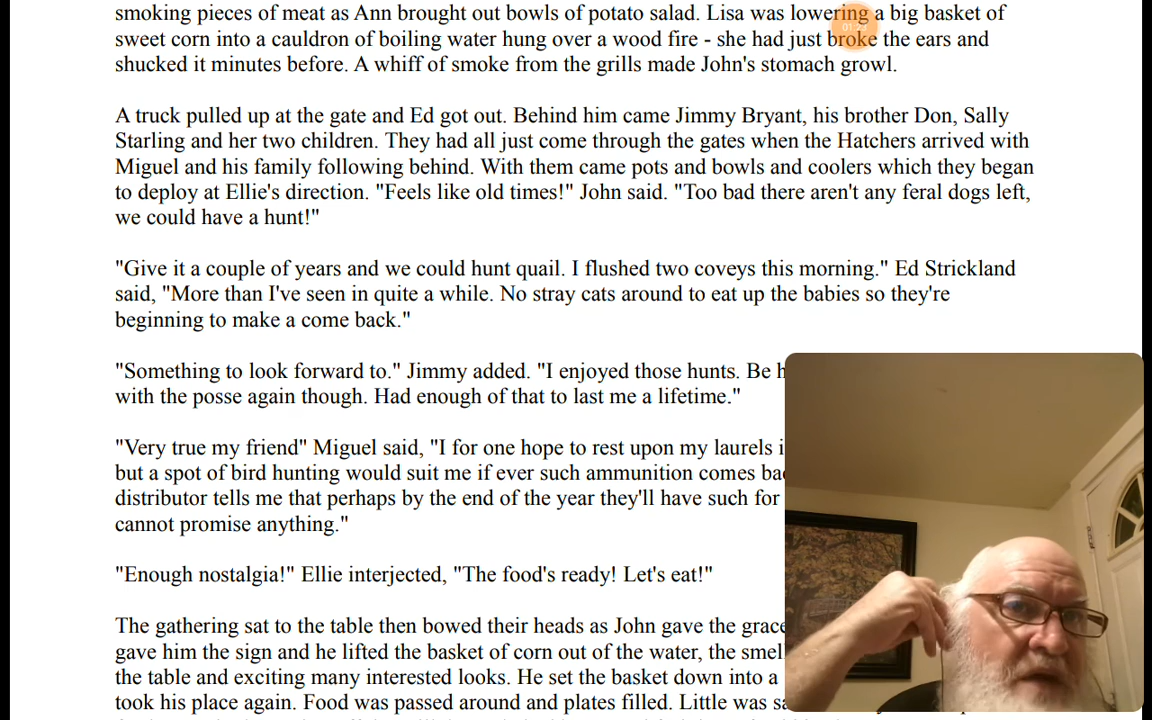 smoking pieces of meat as Ann brought out bowls of potato salad. Lisa was lowering a big basket of
sweet corn into a cauldron of boiling water hung over a wood fire - she had just broke the ears and
shucked it minutes before. A whiff of smoke from the grills made John's stomach growl.
A truck pulled up at the gate and Ed got out. Behind him came Jimmy Bryant, his brother Don, Sally
Starling and her two children. They had all just come through the gates when the Hatchers arrived with
Miguel and his family following behind. With them came pots and bowls and coolers which they began
to deploy at Ellie's direction. "Feels like old times!" John said. "Too bad there aren't any feral dogs left,
we could have a hunt!"
"Give it a couple of years and we could hunt quail. I flushed two coveys this morning." Ed Strickland
said, "More than I've seen in quite a while. No stray cats around to eat up the babies so they're
beginning to make a come back."
"Something to look forward to." Jimmy added. "I enjoyed those hunts. Be
with the posse again though. Had enough of that to last me a lifetime."
"Very true my friend" Miguel said, "I for one hope to rest upon my laurels
but a spot of bird hunting would suit me if ever such ammunition comes
distributor tells me that perhaps by the end of the year they'll have such for
cannot promise anything."
"Enough nostalgia!" Ellie interjected, "The food's ready! Let's eat!"
The gathering sat to the table then bowed their heads as John gave the grace
gave him the sign and he lifted the basket of corn out of the water, the
the table and exciting many interested looks. He set the basket down into a
took his place again. Food was passed around and plates filled. Little was